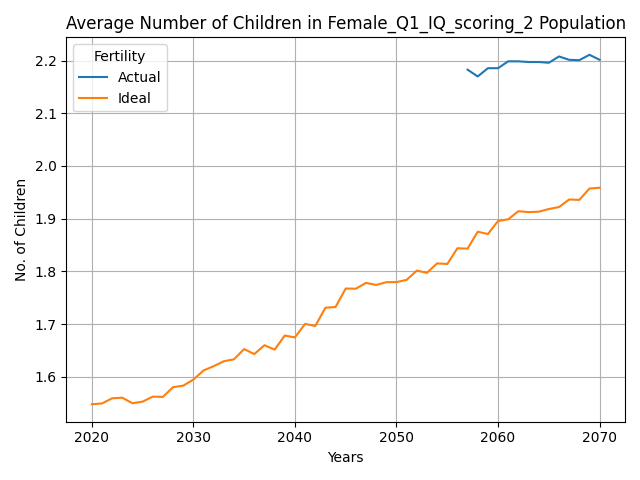 Average Number of Children in Female_Q1_IQ_scoring_2 Population
Fertility
Actual
Ideal
No. of Children
2.2
2.1
2.0
1.9
1.8
1.7
1.6
2020 2030 2040 2050 2060 2070
Years